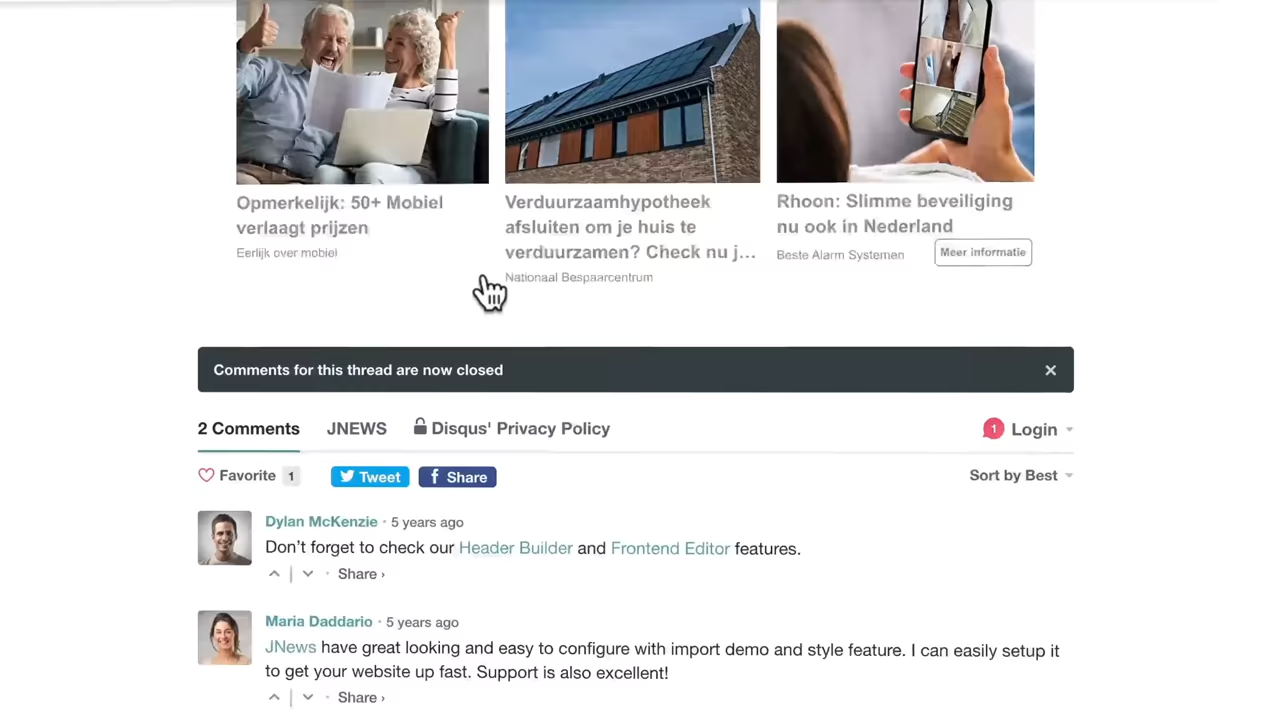 Opmerkelijk: 50+ Mobiel
verlaagt prijzen
Eerlijk over mobiel
Verduurzaamhypotheek
afsluiten om je huis te
verduurzamen? Check nu j...
Nationaal Bespaarcentrum
Rhoon: Slimme beveiliging
nu ook in Nederland
Beste Alarm Systemen
Meer informatie
Comments for this thread are now closed
×
2 Comments JNEWS Disqus' Privacy Policy 1 Login
Favorite 1 Tweet f Share Sort by Best
Dylan McKenzie · 5 years ago
Don’t forget to check our Header Builder and Frontend Editor features.
Share ›
Maria Daddario · 5 years ago
JNews have great looking and easy to configure with import demo and style feature. I can easily setup it
to get your website up fast. Support is also excellent!
Share ›